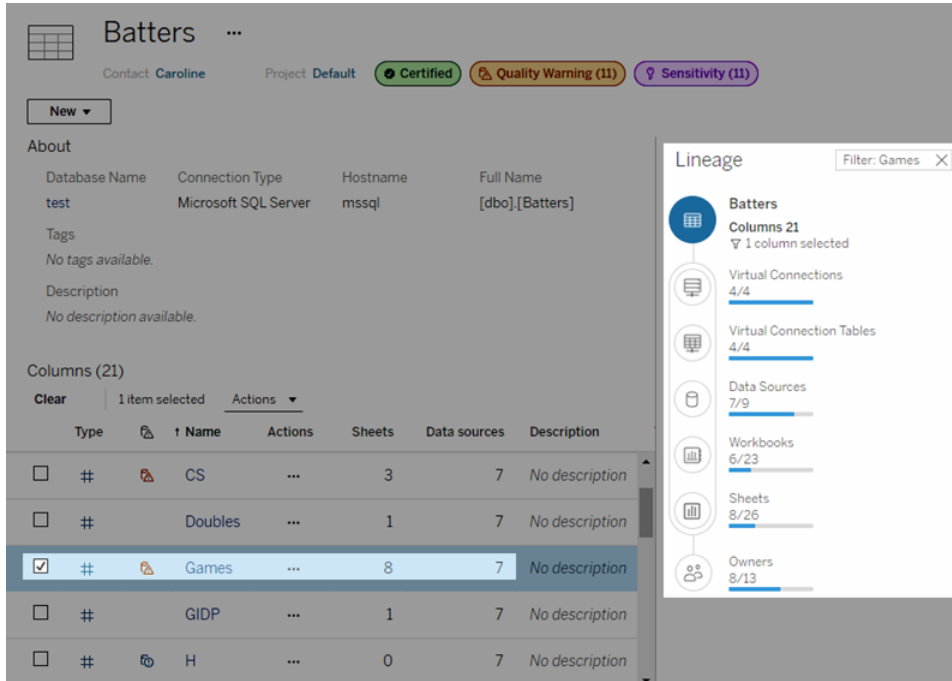 Batters ...
Contact Caroline Project Default Certified Quality Warning (11) Sensitivity (11)
New
About
Database Name Connection Type Hostname Full Name
test Microsoft SQL Server mssql [dbo].[Batters]
Tags
No tags available.
Description
No description available.
Columns (21)
Clear 1 item selected Actions
Type Name Actions Sheets Data sources Description
# CS ... 3 7 No description
# Doubles ... 1 7 No description
# Games ... 8 7 No description
# GIDP ... 1 7 No description
# H ... 0 7 No description
Lineage Filter: Games
Batters
Columns 21
1 column selected
Virtual Connections
4/4
Virtual Connection Tables
4/4
Data Sources
7/9
Workbooks
6/23
Sheets
8/26
Owners
8/13